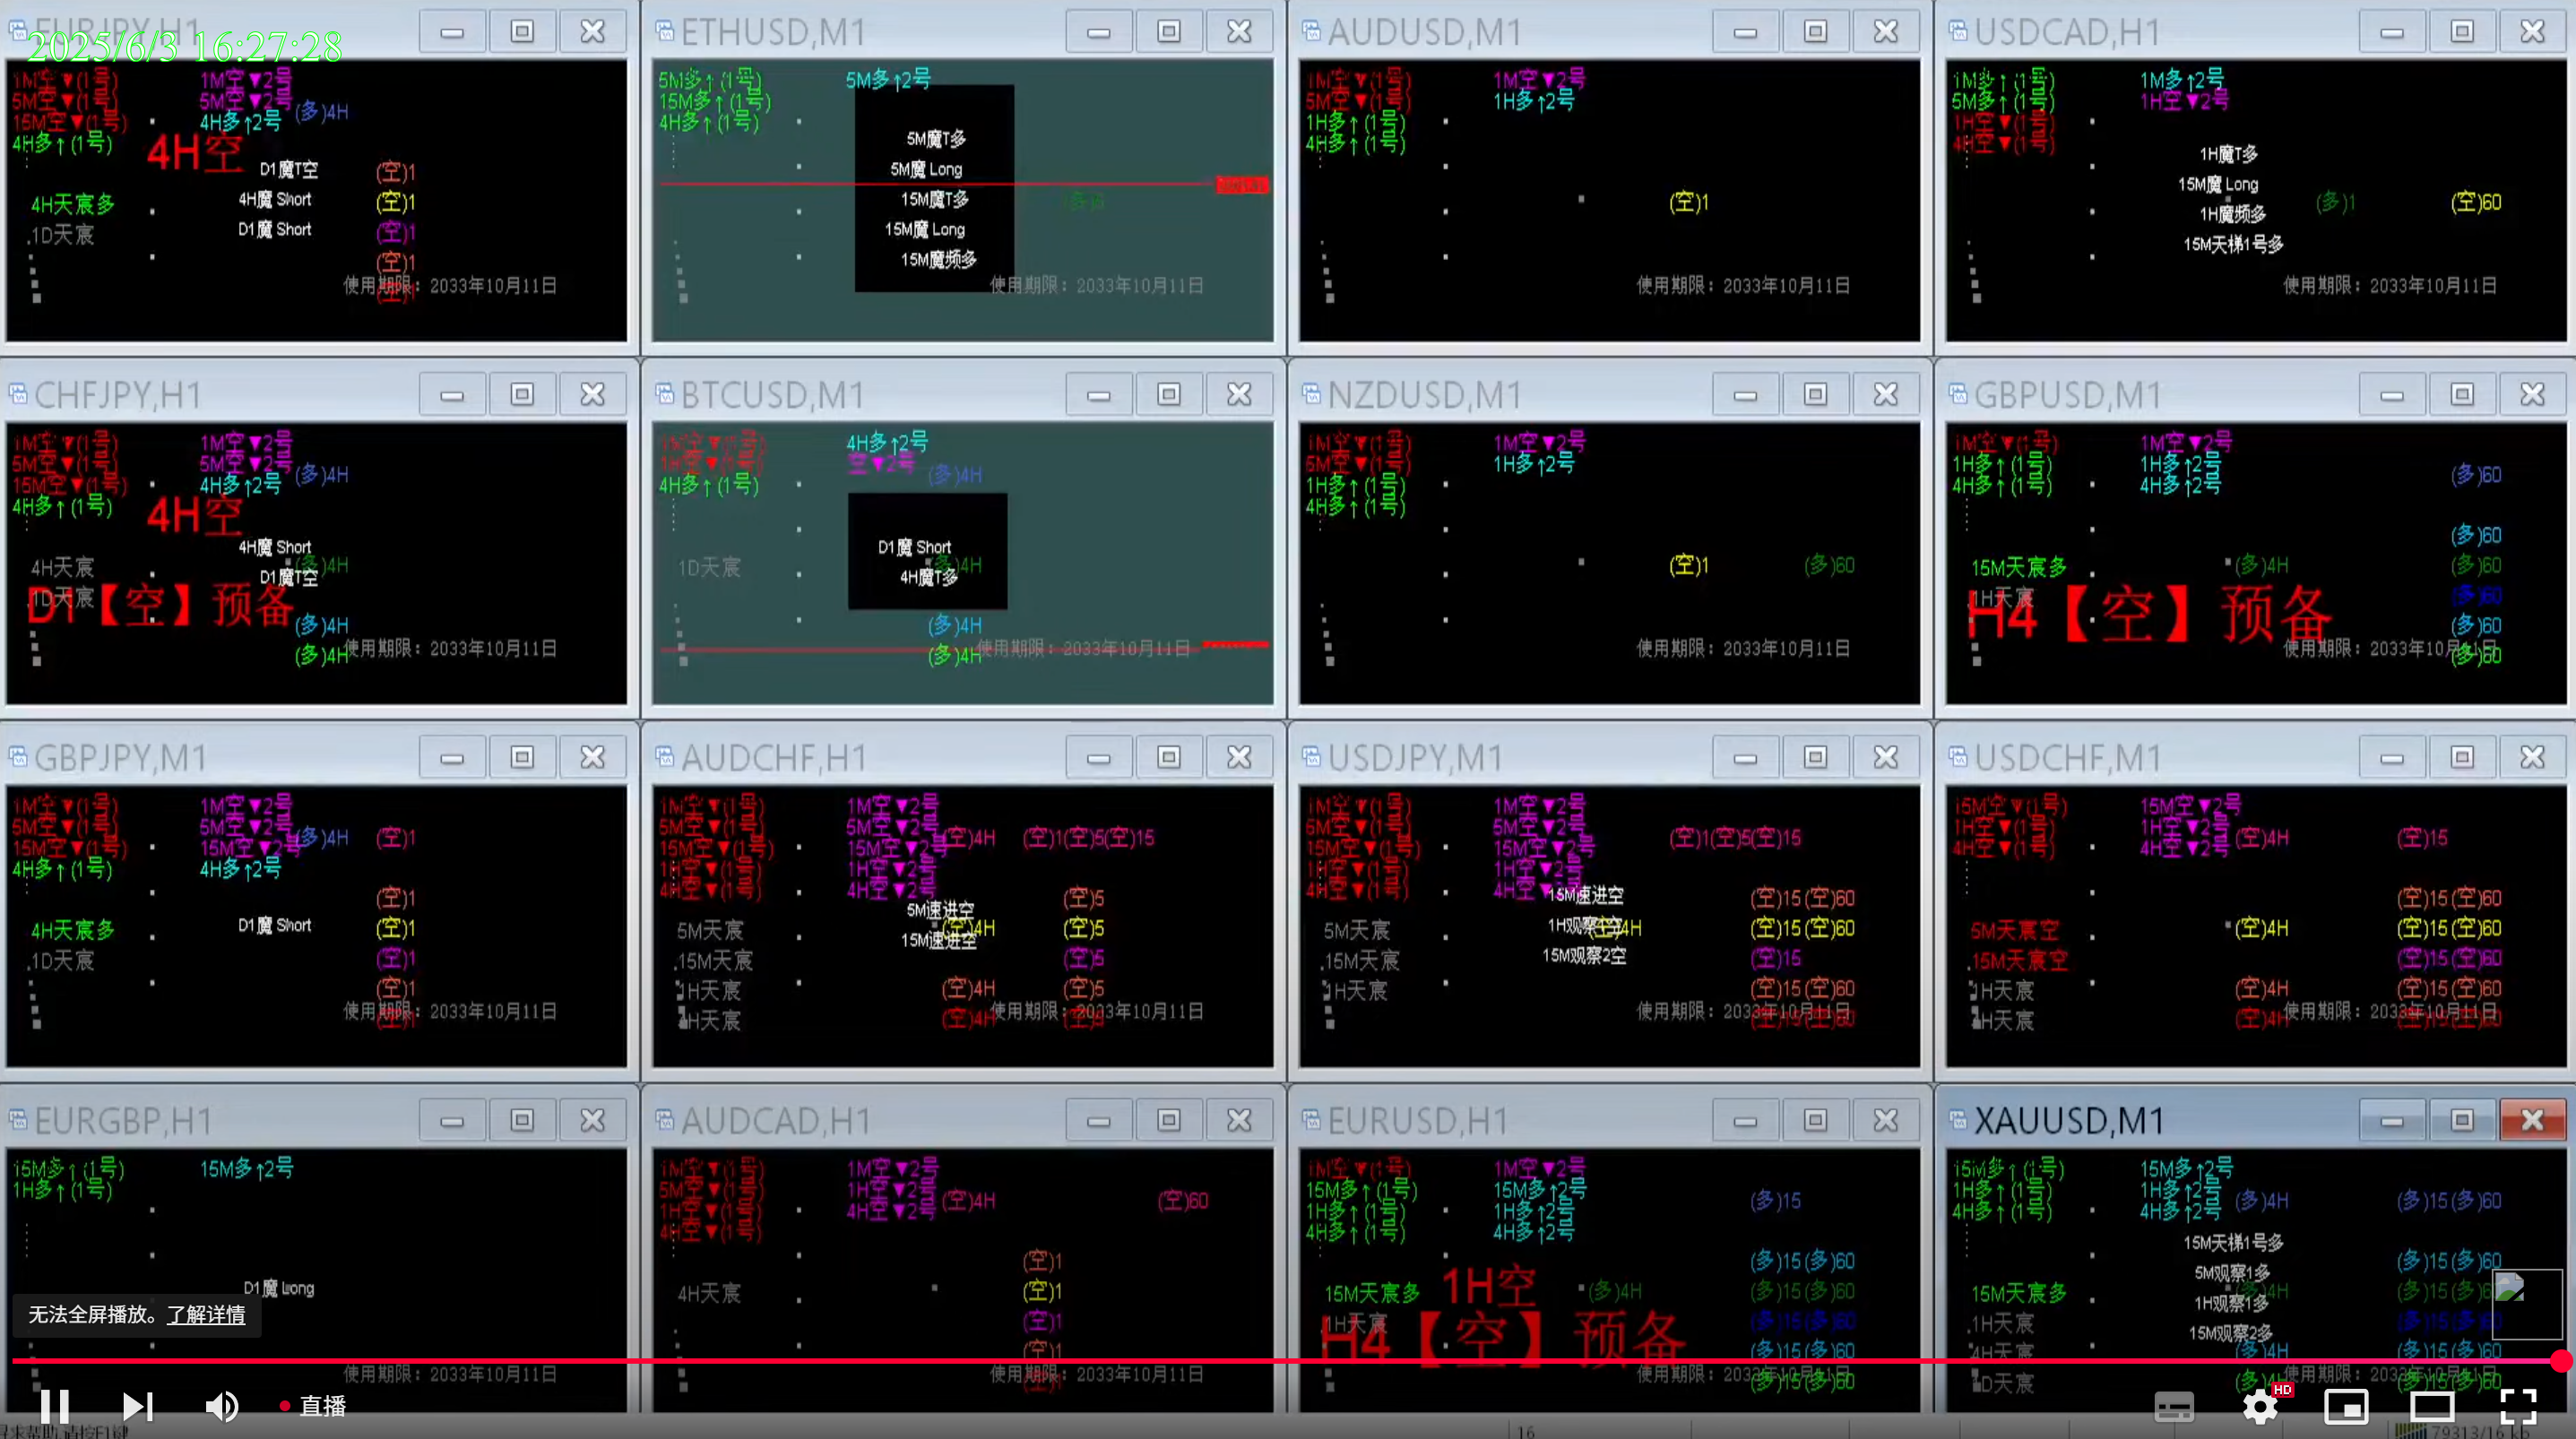 EURJPY,H1
2025/6/3 16:27:28
1M空▼(1号)
5M空▼(1号)
15M空▼(1号)
4H多↑(1号)
1M空▼2号
5M空▼2号
4H多↑2号
(多)4H
4H空
D1魔T空
4H魔 Short
D1魔 Short
4H天宸多
1D天宸
(空)1
(空)1
(空)1
(空)1
使用期限：2033年10月11日
ETHUSD,M1
5M多↑(1号)
15M多↑(1号)
4H多↑(1号)
5M多↑2号
5M魔T多
5M魔 Long
15M魔T多
15M魔 Long
15M魔频多
使用期限：2033年10月11日
AUDUSD,M1
1M空▼(1号)
5M空▼(1号)
1H多↑(1号)
4H多↑(1号)
1M空▼2号
1H多↑2号
(空)1
使用期限：2033年10月11日
USDCAD,H1
1M多↑(1号)
5M多↑(1号)
1H空▼(1号)
4H空▼(1号)
1M多↑2号
1H空▼2号
1H魔T多
15M魔 Long
1H魔频多
15M天梯1号多
(多)1
(空)60
使用期限：2033年10月11日
CHFJPY,H1
1M空▼(1号)
5M空▼(1号)
15M空▼(1号)
4H多↑(1号)
1M空▼2号
5M空▼2号
4H多↑2号
(多)4H
4H空
4H魔 Short
(多)4H
D1魔T空
4H天宸
1D天宸
D1【空】预备
(多)4H
(多)4H
使用期限：2033年10月11日
BTCUSD,M1
15M空▼(1号)
1H空▼(1号)
4H多↑(1号)
4H多↑2号
空▼2号
(多)4H
D1魔 Short
(多)4H
4H魔T多
1D天宸
(多)4H
(多)4H
使用期限：2033年10月11日
NZDUSD,M1
1M空▼(1号)
5M空▼(1号)
1H多↑(1号)
4H多↑(1号)
1M空▼2号
1H多↑2号
(空)1
(多)60
使用期限：2033年10月11日
GBPUSD,M1
1M空▼(1号)
1H多↑(1号)
4H多↑(1号)
1M空▼2号
1H多↑2号
4H多↑2号
(多)60
(多)60
15M天宸多
(多)4H
(多)60
1H天宸
(多)60
H4【空】预备
(多)60
(多)60
使用期限：2033年10月11日
GBPJPY,M1
1M空▼(1号)
5M空▼(1号)
15M空▼(1号)
4H多↑(1号)
1M空▼2号
5M空▼2号
15M空▼2号
4H多↑2号
(多)4H
(空)1
(空)1
D1魔 Short
(空)1
4H天宸多
1D天宸
(空)1
(空)1
(空)1
使用期限：2033年10月11日
AUDCHF,H1
1M空▼(1号)
5M空▼(1号)
15M空▼(1号)
1H空▼(1号)
4H空▼(1号)
1M空▼2号
5M空▼2号
15M空▼2号
1H空▼2号
4H空▼2号
(空)4H
(空)1(空)5(空)15
5M速进空
(空)4H
15M速进空
(空)5
(空)5
(空)5
5M天宸
15M天宸
1H天宸
4H天宸
(空)4H
(空)5
(空)4H
(空)5
使用期限：2033年10月11日
USDJPY,M1
1M空▼(1号)
5M空▼(1号)
15M空▼(1号)
1H空▼(1号)
4H空▼(1号)
1M空▼2号
5M空▼2号
15M空▼2号
1H空▼2号
4H空▼2号
(空)1(空)5(空)15
15M速进空
1H观察
(空)4H
15M观察2空
(空)15(空)60
(空)15(空)60
(空)15
5M天宸
15M天宸
1H天宸
(空)15(空)60
(空)15(空)60
使用期限：2033年10月11日
USDCHF,M1
15M空▼(1号)
1H空▼(1号)
4H空▼(1号)
15M空▼2号
1H空▼2号
4H空▼2号
(空)4H
(空)15
(空)15(空)60
5M天宸空
(空)4H
(空)15(空)60
15M天宸空
(空)15(空)60
1H天宸
(空)4H
(空)15(空)60
4H天宸
(空)4H
(空)15(空)60
使用期限：2033年10月11日
EURGBP,H1
15M多↑(1号)
1H多↑(1号)
15M多↑2号
D1魔 Long
使用期限：2033年10月11日
AUDCAD,H1
1M空▼(1号)
5M空▼(1号)
1H空▼(1号)
4H空▼(1号)
1M空▼2号
1H空▼2号
4H空▼2号
(空)4H
(空)60
(空)1
4H天宸
(空)1
(空)1
(空)1
使用期限：2033年10月11日
EURUSD,H1
1M空▼(1号)
15M多↑(1号)
1H多↑(1号)
4H多↑(1号)
1M空▼2号
15M多↑2号
1H多↑2号
4H多↑2号
(多)15
1H空
(多)15(多)60
15M天宸多
(多)4H
(多)15(多)60
1H天宸
(多)15(多)60
H4【空】预备
(多)15(多)60
(多)15(多)60
使用期限：2033年10月11日
XAUUSD,M1
15M多↑(1号)
1H多↑(1号)
4H多↑(1号)
15M多↑2号
1H多↑2号
4H多↑2号
(多)4H
(多)15(多)60
15M天梯1号多
5M观察1多
(多)15(多)60
15M天宸多
1H观察1多
1H天宸
15M观察2多
4H天宸
(多)4H
(多)15(多)60
1D天宸
使用期限：2033年10月11日
无法全屏播放。了解详情
直播
HD
寻求帮助,请按F1键
16
79313/16 kb